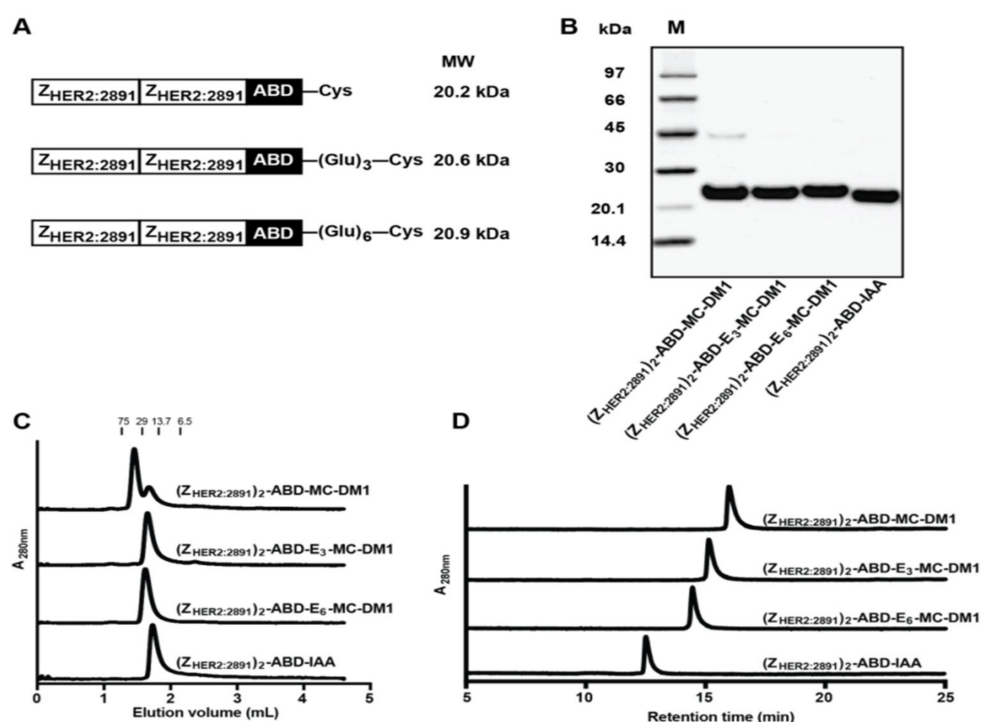 A
MW
Z HER2:2891 Z HER2:2891 ABD —Cys 20.2 kDa
Z HER2:2891 Z HER2:2891 ABD —(Glu)3—Cys 20.6 kDa
Z HER2:2891 Z HER2:2891 ABD —(Glu)6—Cys 20.9 kDa
B
kDa M
97
66
45
30
20.1
14.4
(ZHER2:2891)2-ABD-MC-DM1
(ZHER2:2891)2-ABD-E3-MC-DM1
(ZHER2:2891)2-ABD-E6-MC-DM1
(ZHER2:2891)2-ABD-IAA
C
75 29 13.7 6.5
(ZHER2:2891)2-ABD-MC-DM1
(ZHER2:2891)2-ABD-E3-MC-DM1
(ZHER2:2891)2-ABD-E6-MC-DM1
(ZHER2:2891)2-ABD-IAA
A280nm
0 1 2 3 4 5
Elution volume (mL)
D
(ZHER2:2891)2-ABD-MC-DM1
(ZHER2:2891)2-ABD-E3-MC-DM1
(ZHER2:2891)2-ABD-E6-MC-DM1
(ZHER2:2891)2-ABD-IAA
A280nm
5 10 15 20 25
Retention time (min)